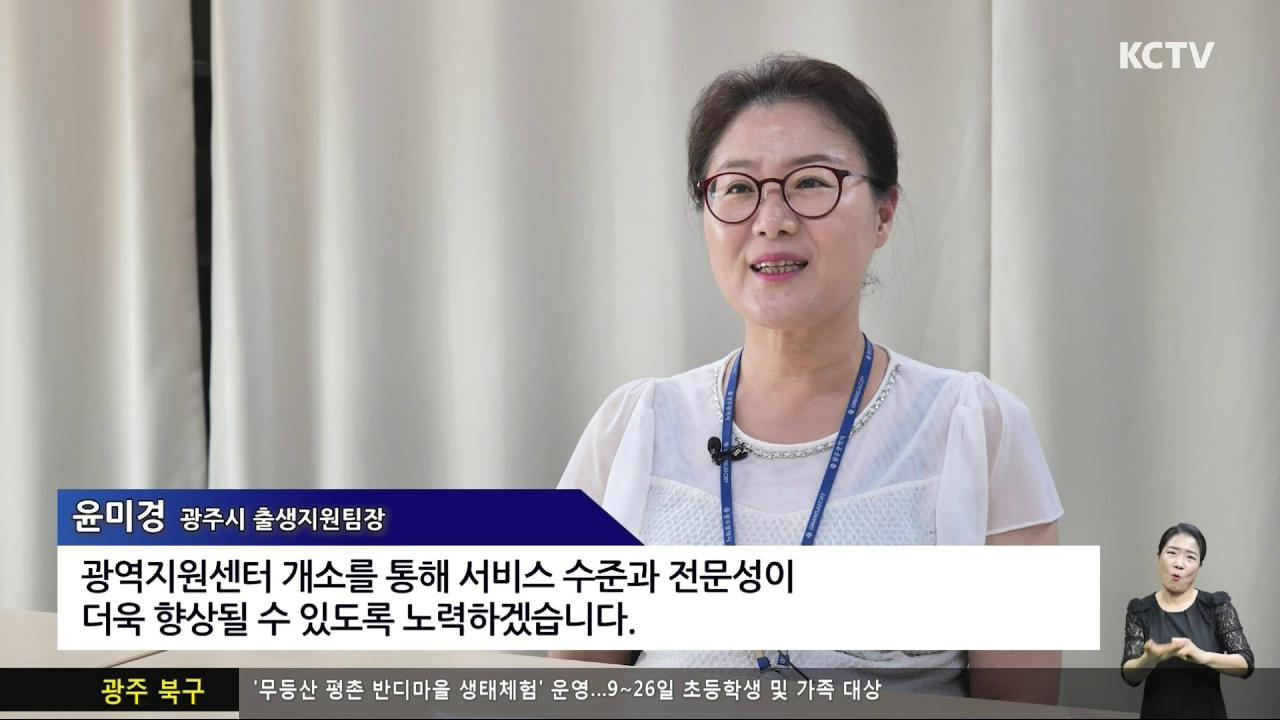 KCTV
윤미경 광주시 출생지원팀장
광역지원센터 개소를 통해 서비스 수준과 전문성이
더욱 향상될 수 있도록 노력하겠습니다.
광주 북구 '무등산 평촌 반디마을 생태체험' 운영...9~26일 초등학생 및 가족 대상